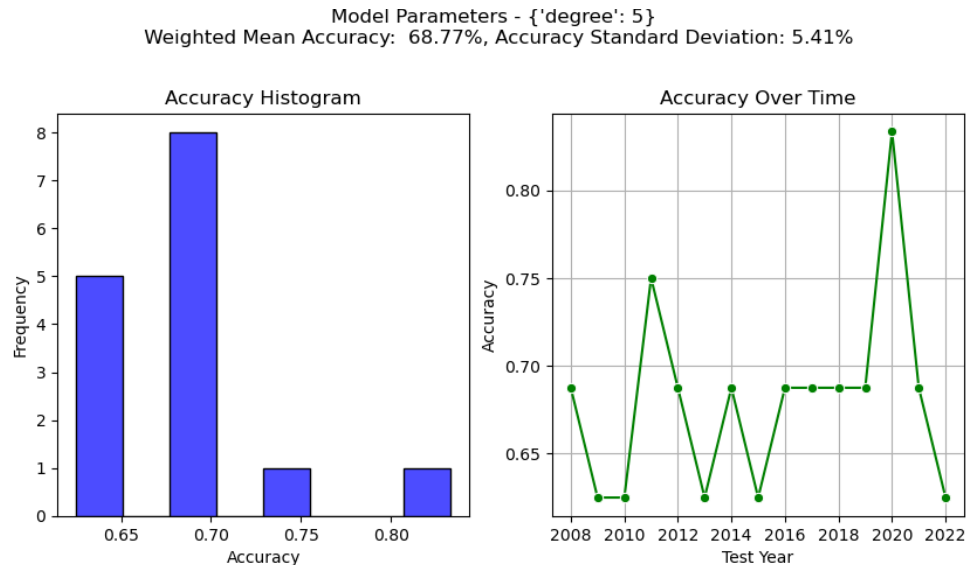 Model Parameters - {'degree': 5}
Weighted Mean Accuracy:  68.77%, Accuracy Standard Deviation: 5.41%
Accuracy Histogram
8
7
6
5
4
3
2
1
0
Frequency
0.65 0.70 0.75 0.80
Accuracy
Accuracy Over Time
0.80
0.75
0.70
0.65
Accuracy
2008 2010 2012 2014 2016 2018 2020 2022
Test Year